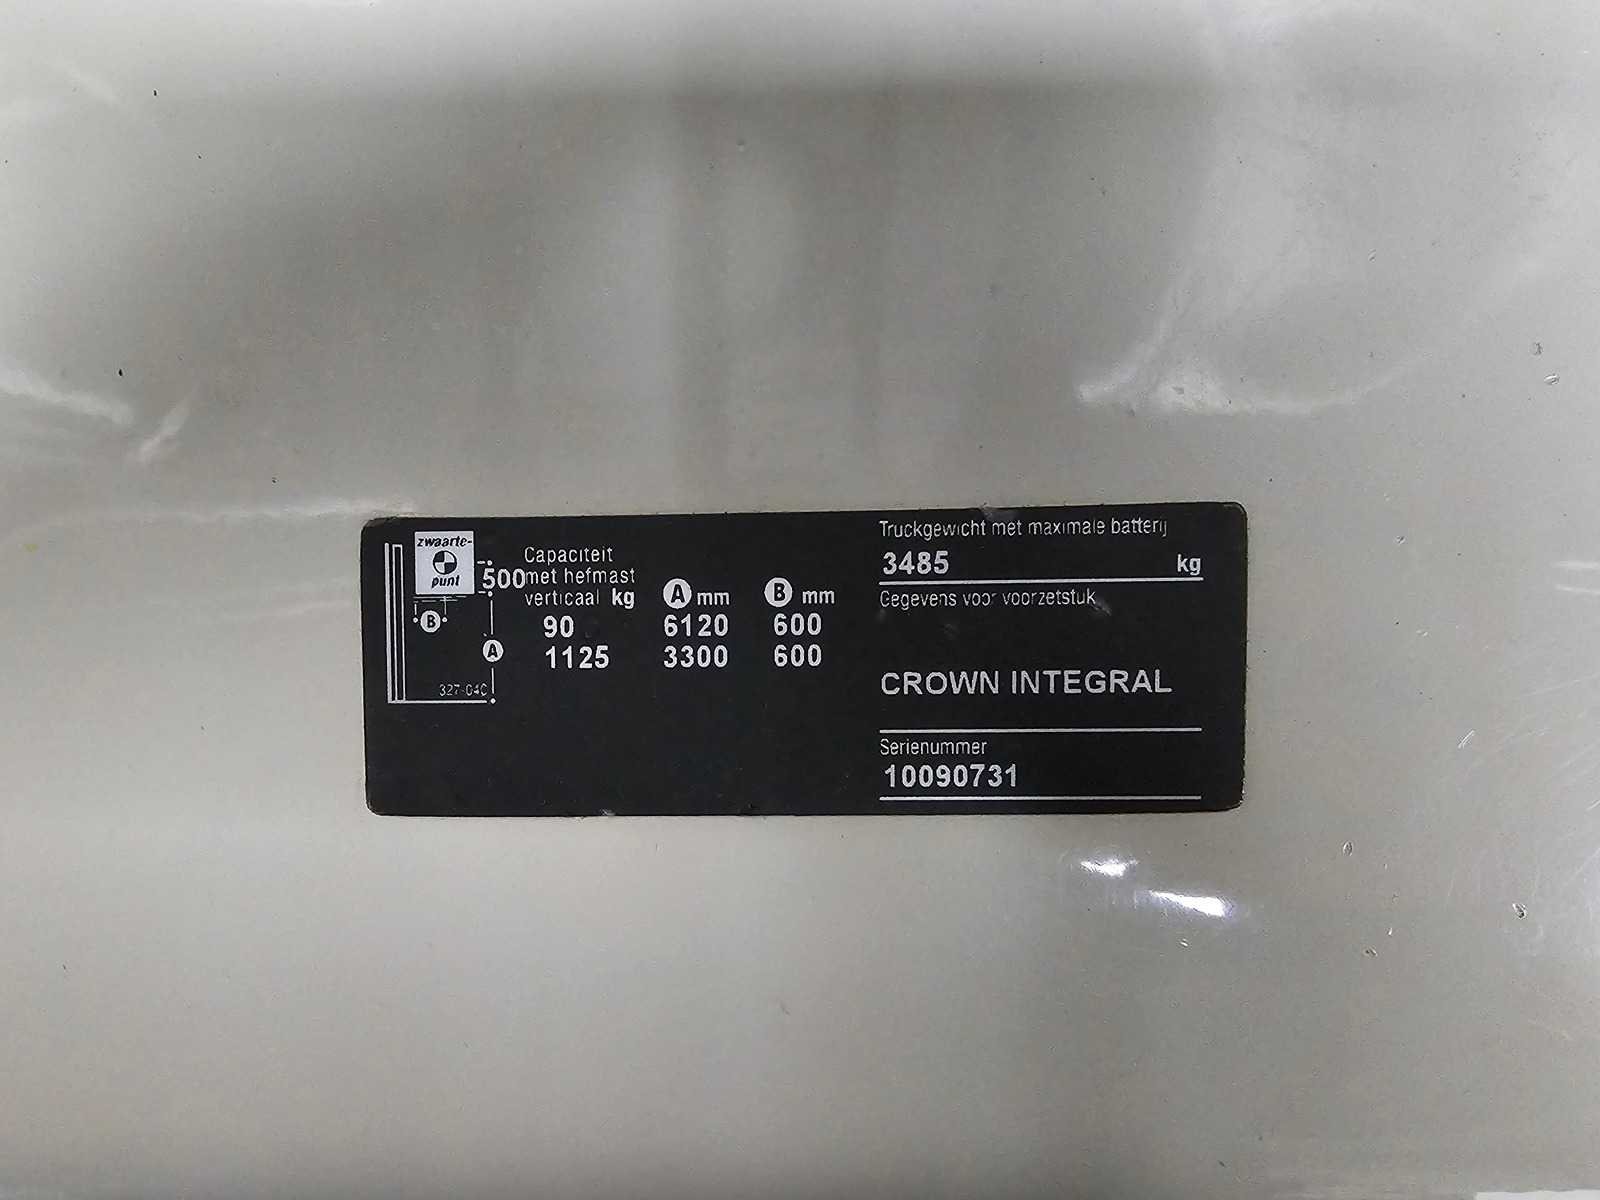 zwaarte-
punt
500
B
A
327-04C
Capaciteit
met hefmast
verticaal kg A mm B mm
90 6120 600
1125 3300 600
Truckgewicht met maximale batterij
3485 kg
Gegevens voor voorzetstuk
CROWN INTEGRAL
Serienummer
10090731